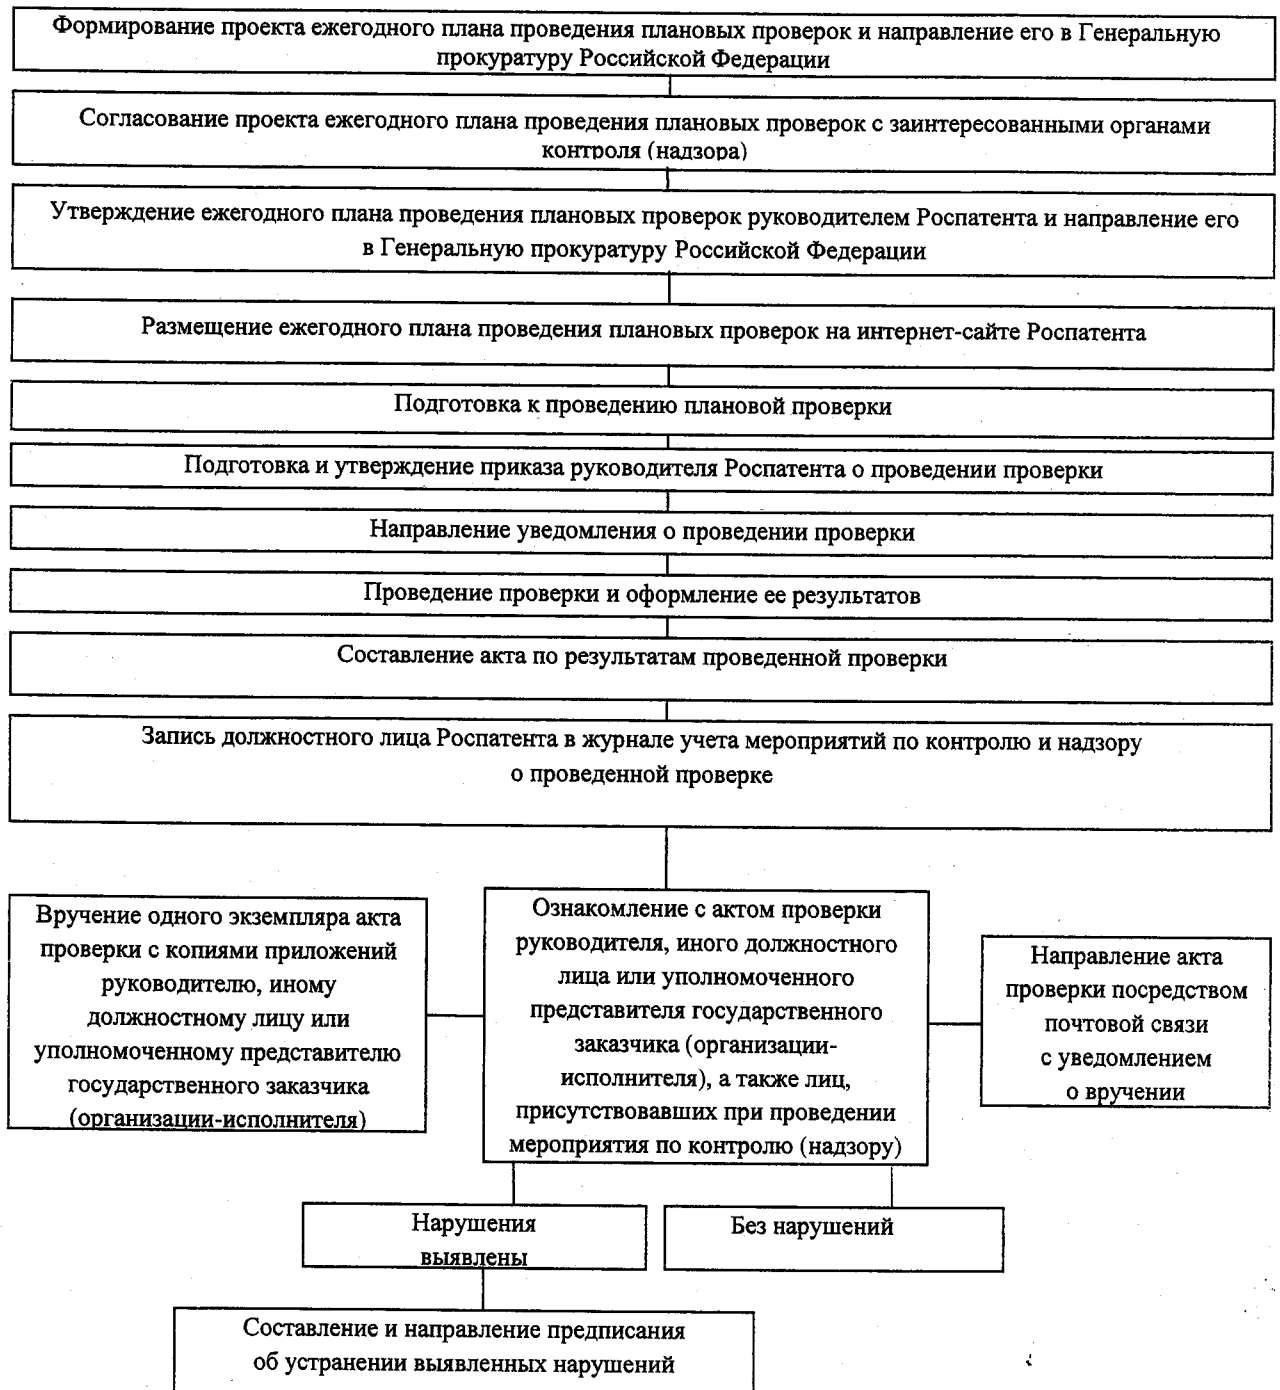 Формирование проекта ежегодного плана проведения плановых проверок и направление его в Генеральную
прокуратуру Российской Федерации
Согласование проекта ежегодного плана проведения плановых проверок с заинтересованными органами
контроля (надзора)
Утверждение ежегодного плана проведения плановых проверок руководителем Роспатента и направление его
в Генеральную прокуратуру Российской Федерации
Размещение ежегодного плана проведения плановых проверок на интернет-сайте Роспатента
Подготовка к проведению плановой проверки
Подготовка и утверждение приказа руководителя Роспатента о проведении проверки
Направление уведомления о проведении проверки
Проведение проверки и оформление ее результатов
Составление акта по результатам проведенной проверки
Запись должностного лица Роспатента в журнале учета мероприятий по контролю и надзору
о проведенной проверке
Вручение одного экземпляра акта
проверки с копиями приложений
руководителю, иному
должностному лицу или
уполномоченному представителю
государственного заказчика
(организации-исполнителя)
Ознакомление с актом проверки
руководителя, иного должностного
лица или уполномоченного
представителя государственного
заказчика (организации-
исполнителя), а также лиц,
присутствовавших при проведении
мероприятия по контролю (надзору)
Направление акта
проверки посредством
почтовой связи
с уведомлением
о вручении
Нарушения
выявлены
Без нарушений
Составление и направление предписания
об устранении выявленных нарушений